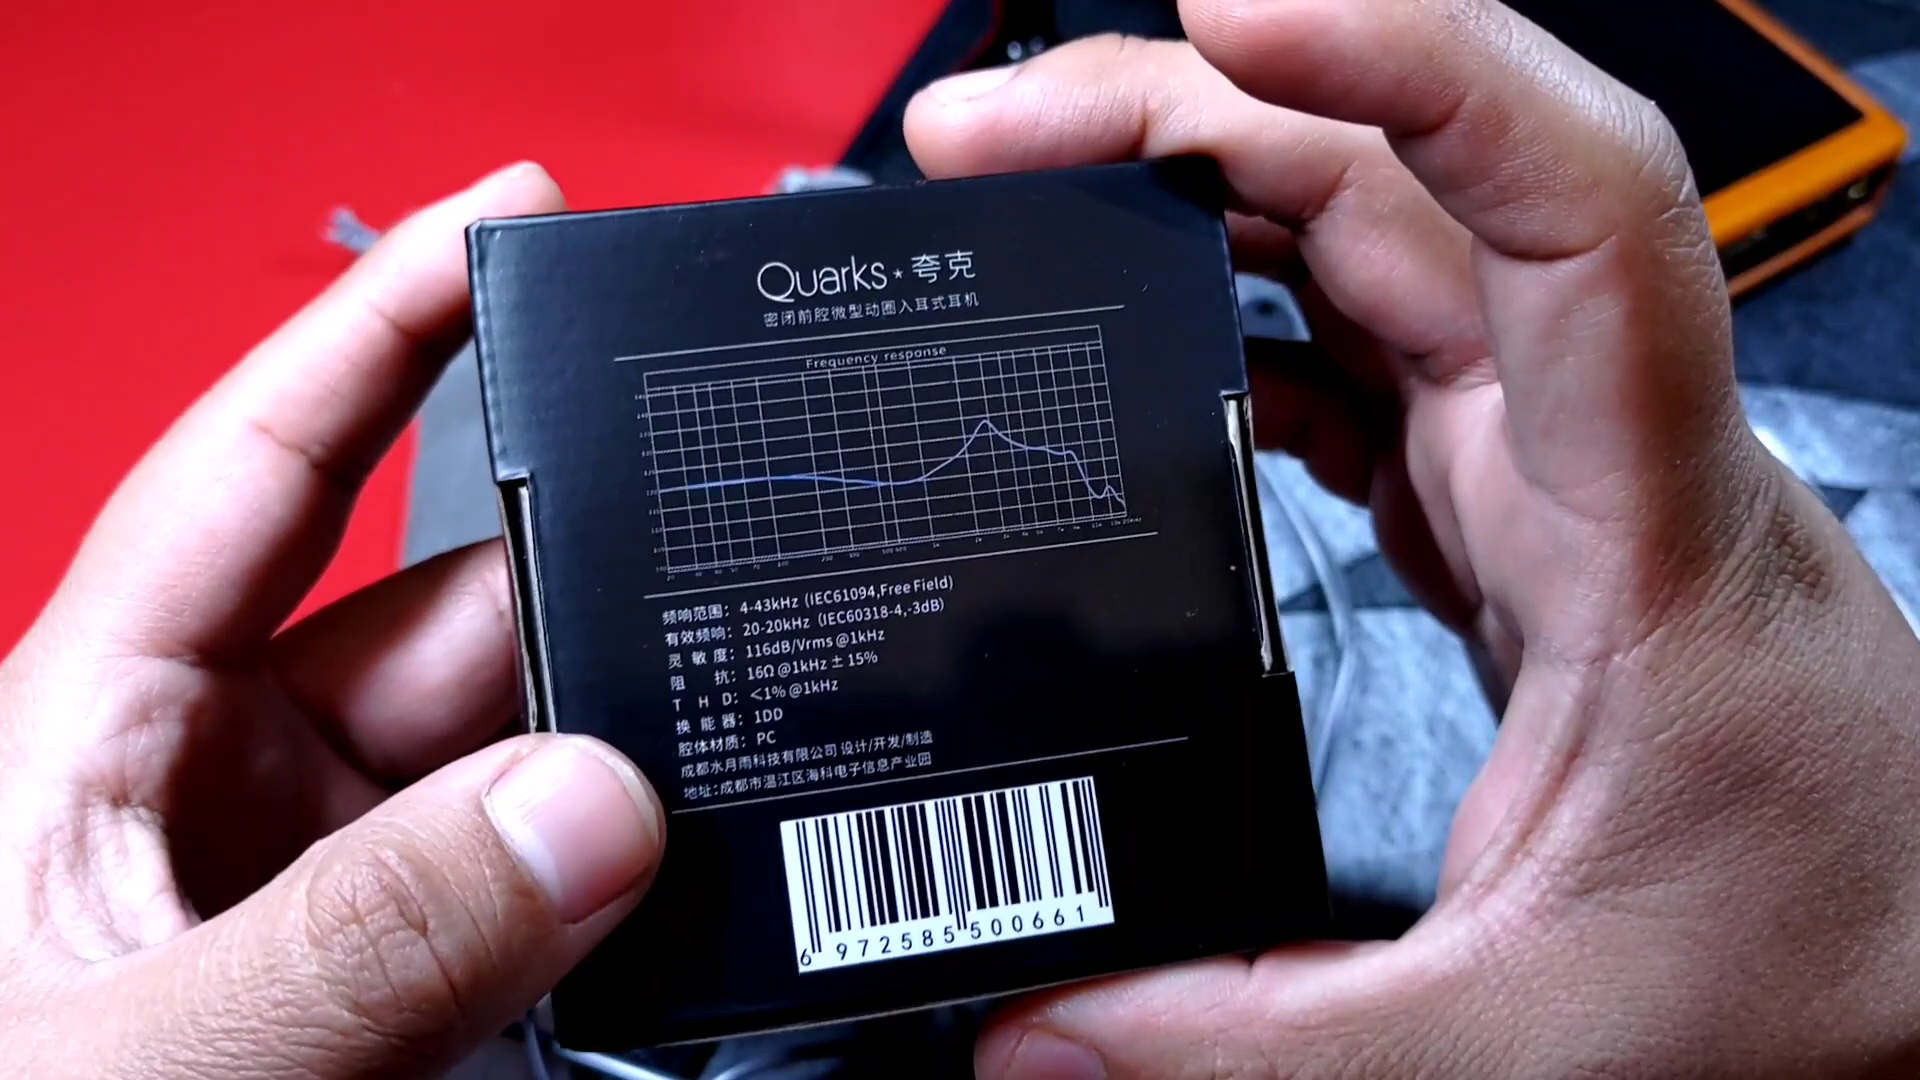 Quarks★夸克
密闭前腔微型动圈入耳式耳机
Frequency response
频响范围：4-43kHz (IEC61094,Free Field)
有效频响：20-20kHz (IEC60318-4,-3dB)
灵 敏 度：116dB/Vrms @1kHz
阻 抗：16Ω @1kHz ± 15%
T H D：＜1% @1kHz
换 能 器：1DD
腔体材质：PC
成都水月雨科技有限公司 设计/开发/制造
地址：成都市温江区海科电子信息产业园
6 972585 500661